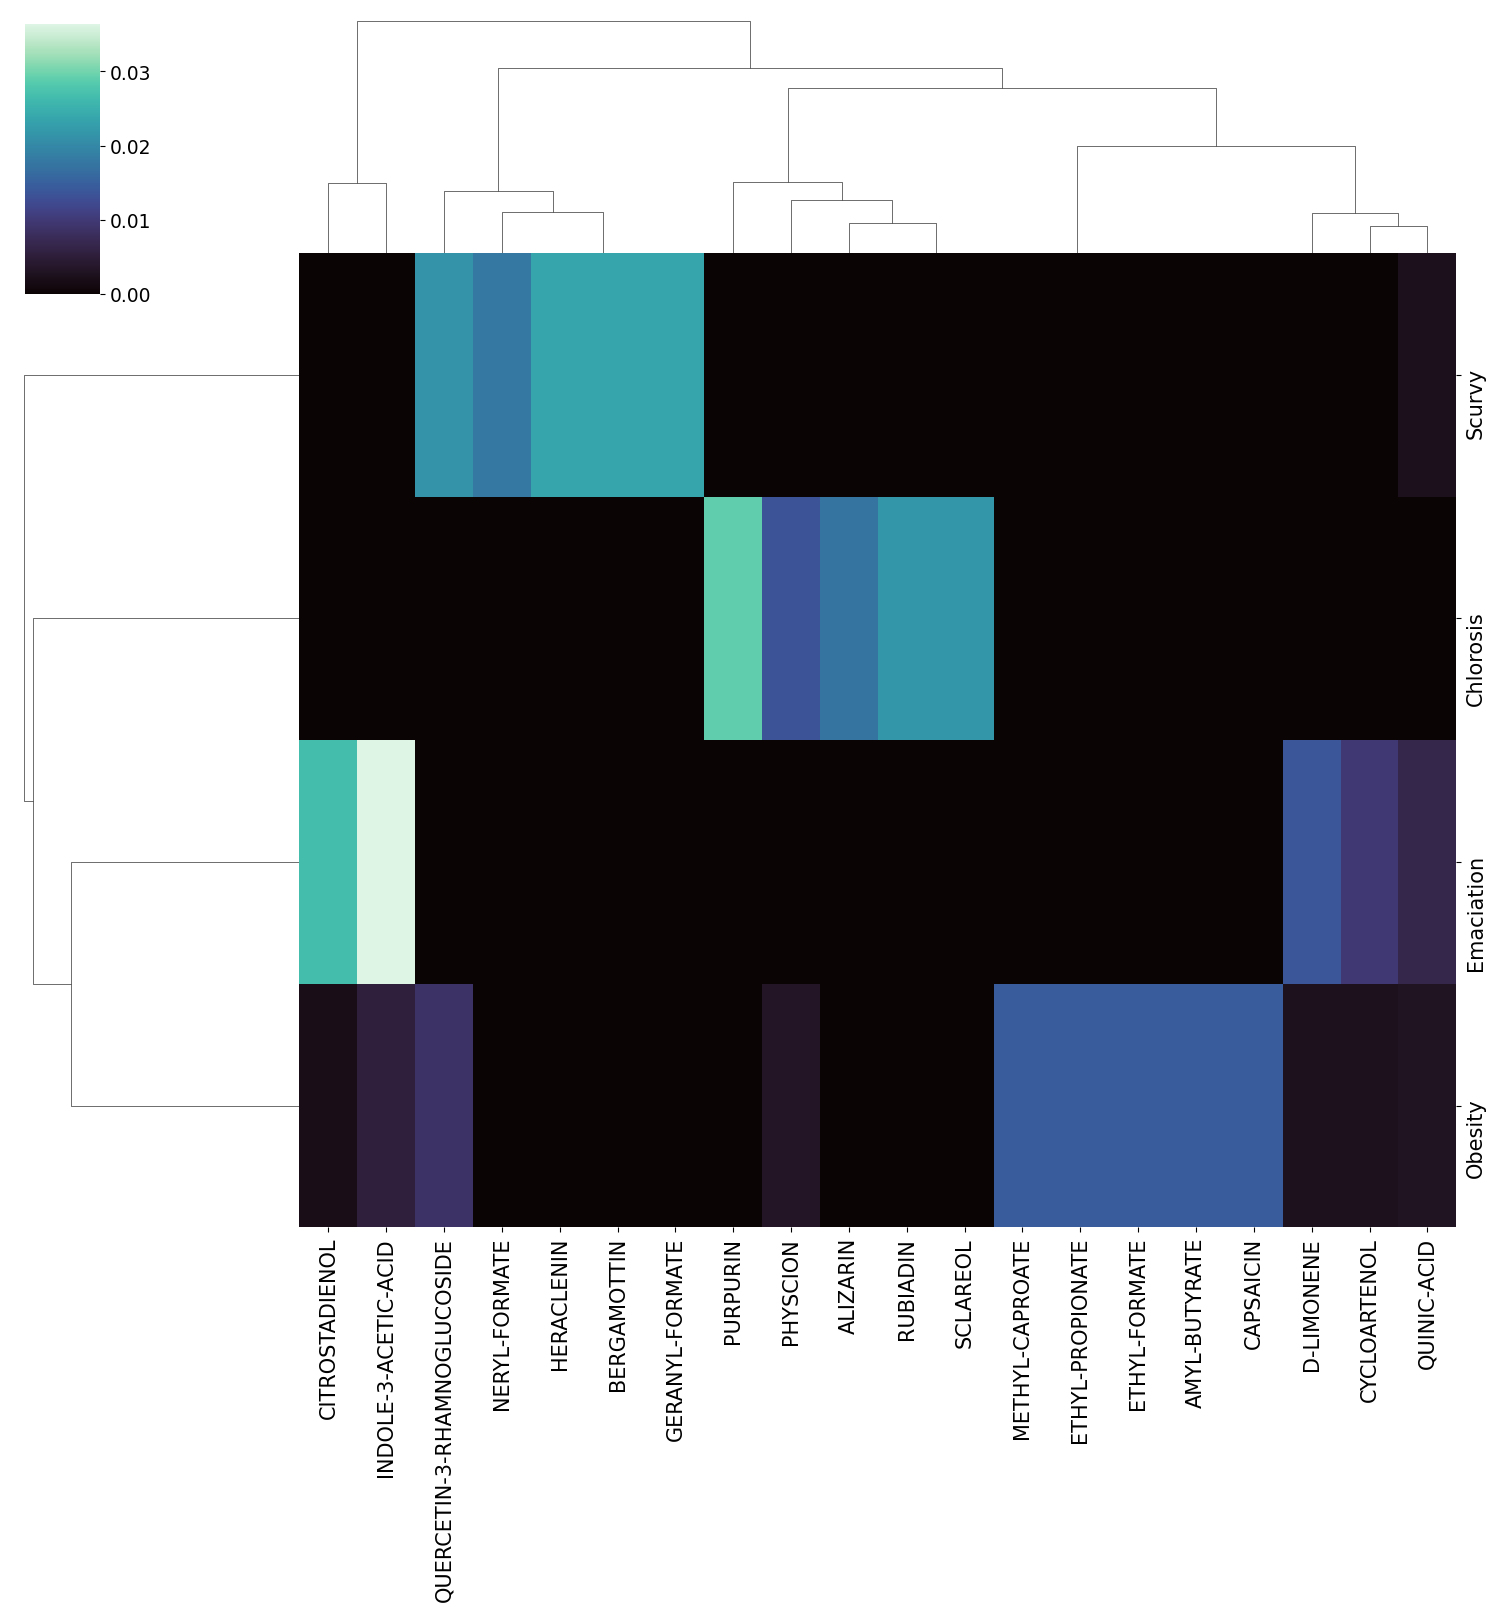 0.03
0.02
0.01
0.00
Scurvy
Chlorosis
Emaciation
Obesity
CITROSTADIENOL
INDOLE-3-ACETIC-ACID
QUERCETIN-3-RHAMNOGLUCOSIDE
NERYL-FORMATE
HERACLENIN
BERGAMOTTIN
GERANYL-FORMATE
PURPURIN
PHYSCION
ALIZARIN
RUBIADIN
SCLAREOL
METHYL-CAPROATE
ETHYL-PROPIONATE
ETHYL-FORMATE
AMYL-BUTYRATE
CAPSAICIN
D-LIMONENE
CYCLOARTENOL
QUINIC-ACID